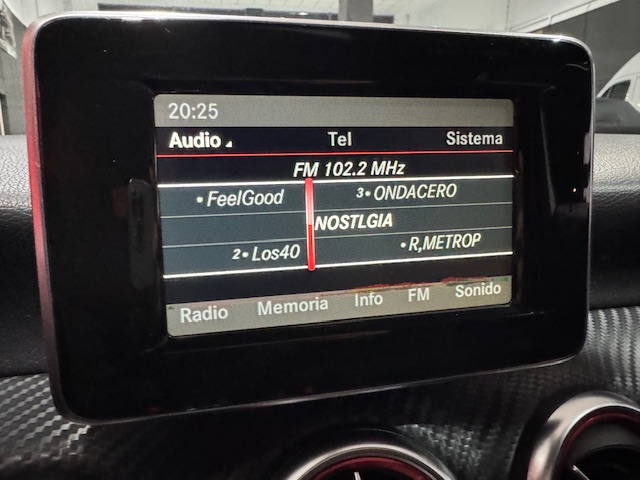 20:25
Audio Tel Sistema
FM 102.2 MHz
•FeelGood 3•ONDACERO
NOSTLGIA
2•Los40 •R,METROP
Radio Memoria Info FM Sonido